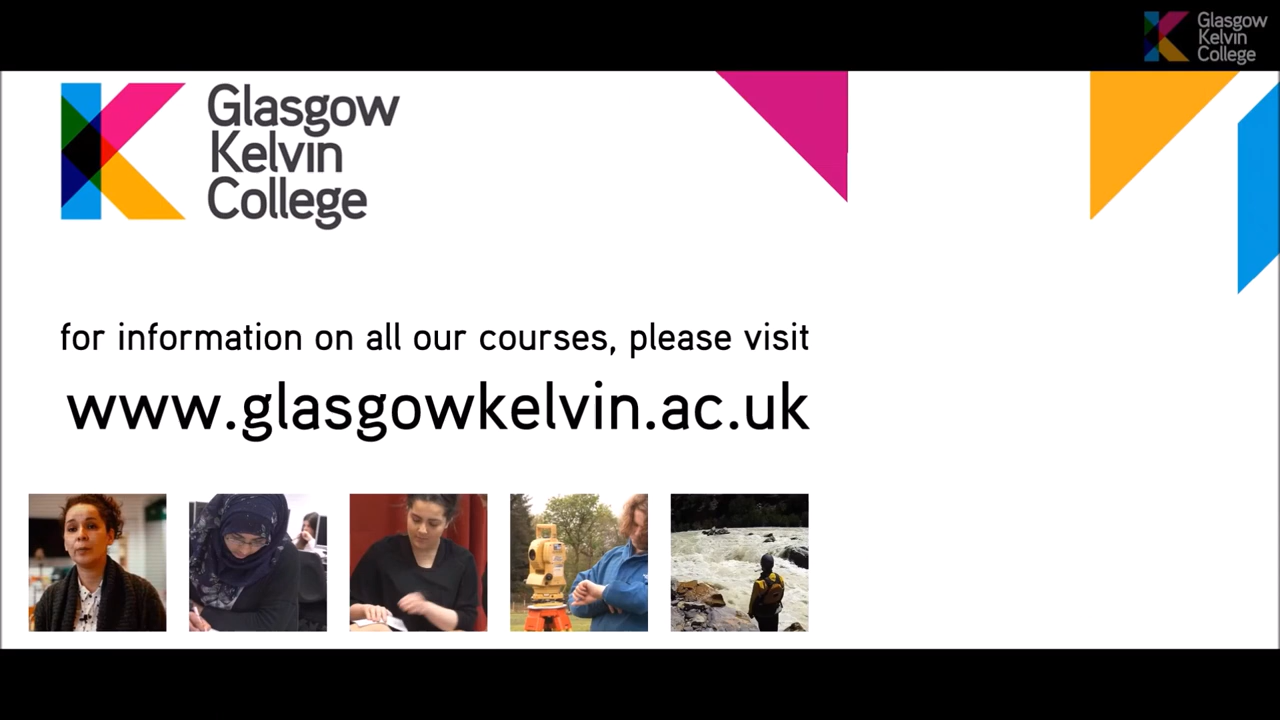 Glasgow
Kelvin
College
Glasgow
Kelvin
College
for information on all our courses, please visit
www.glasgowkelvin.ac.uk